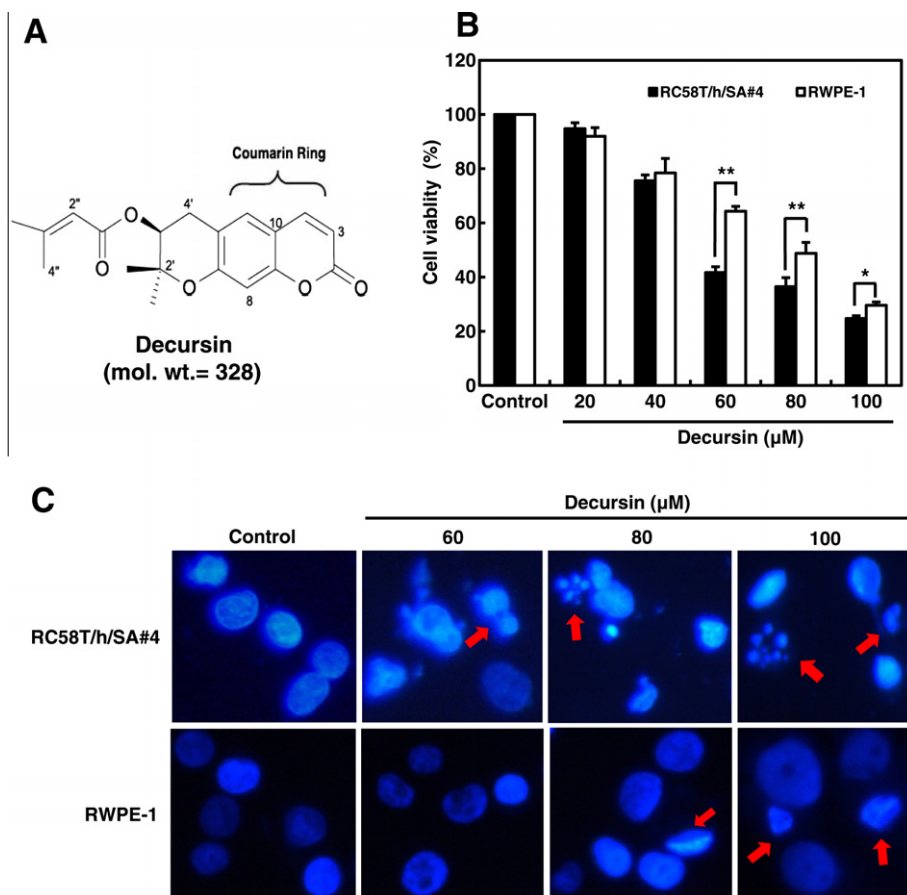 A
Coumarin Ring
O
2"
4'
10
3
4"
O
2'
O
8
O
O
Decursin
(mol. wt.= 328)
B
120
RC58T/h/SA#4
RWPE-1
100
80
60
40
20
0
Cell viablity (%)
**
**
*
Control
20
40
60
80
100
Decursin (µM)
C
Decursin (µM)
Control
60
80
100
RC58T/h/SA#4
RWPE-1